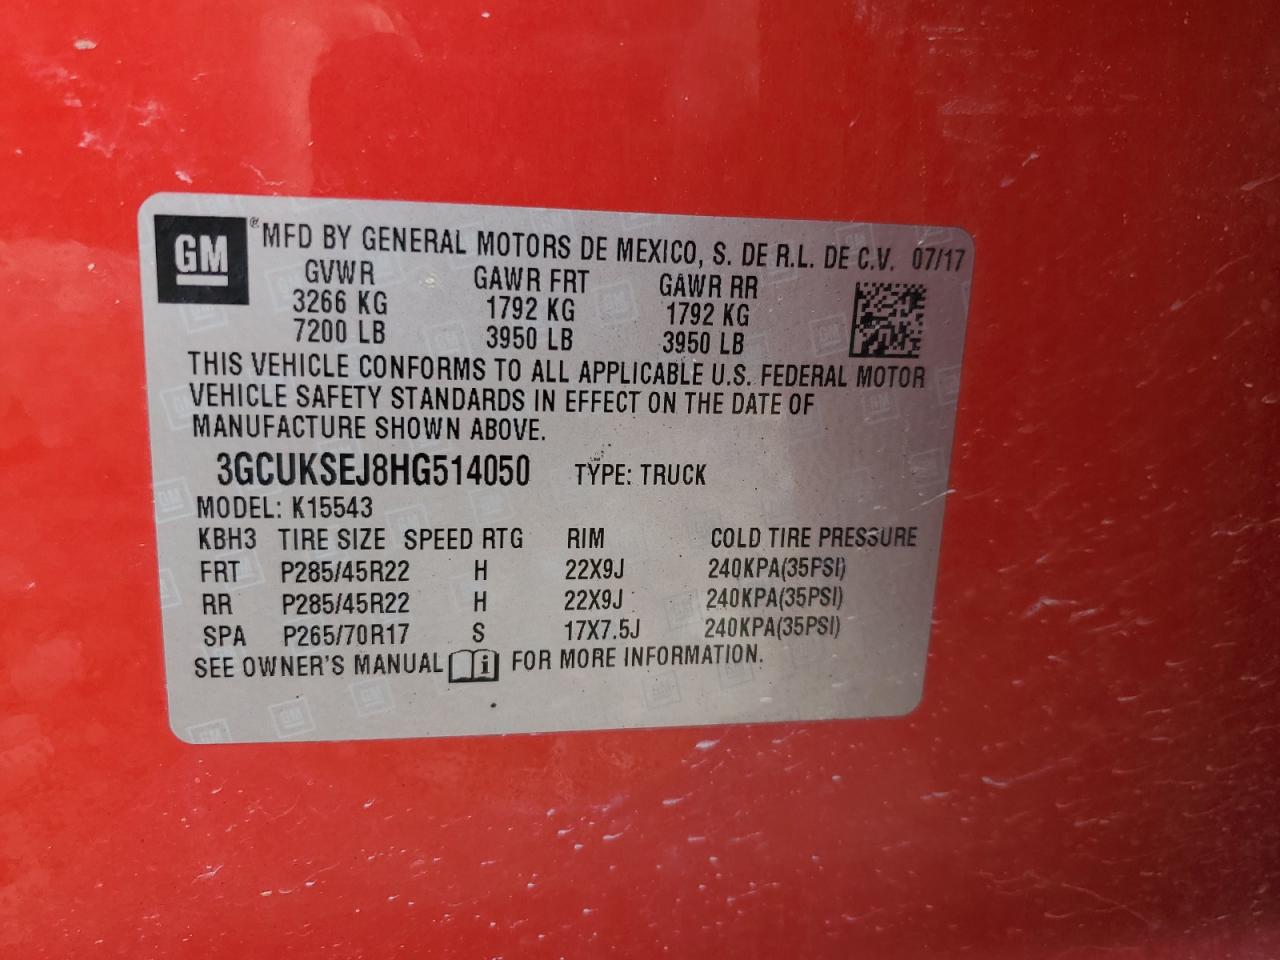 GM ® MFD BY GENERAL MOTORS DE MEXICO, S. DE R.L. DE C.V. 07/17
GVWR GAWR FRT GAWR RR
3266 KG 1792 KG 1792 KG
7200 LB 3950 LB 3950 LB
THIS VEHICLE CONFORMS TO ALL APPLICABLE U.S. FEDERAL MOTOR
VEHICLE SAFETY STANDARDS IN EFFECT ON THE DATE OF
MANUFACTURE SHOWN ABOVE.
3GCUKSEJ8HG514050 TYPE: TRUCK
MODEL: K15543
KBH3 TIRE SIZE SPEED RTG RIM COLD TIRE PRESSURE
FRT P285/45R22 H 22X9J 240KPA(35PSI)
RR P285/45R22 H 22X9J 240KPA(35PSI)
SPA P265/70R17 S 17X7.5J 240KPA(35PSI)
SEE OWNER'S MANUAL i FOR MORE INFORMATION.